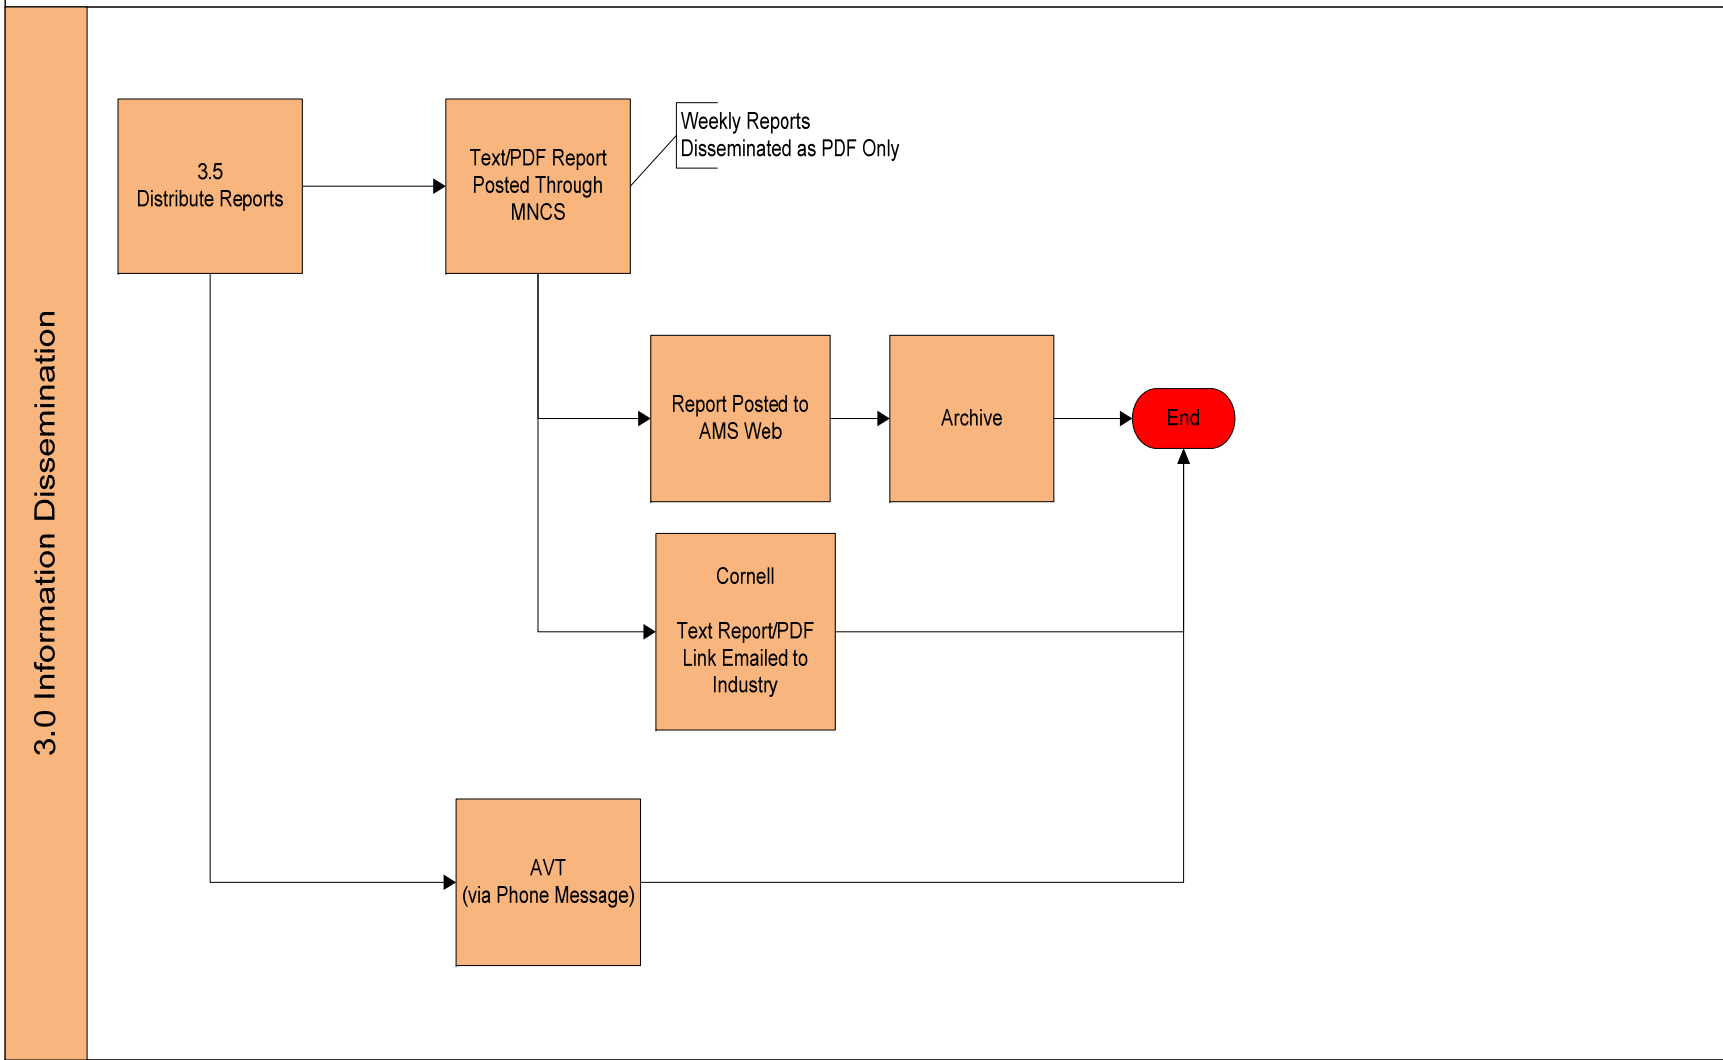 3.0 Information Dissemination
3.5
Distribute Reports
Text/PDF Report
Posted Through
MNCS
Weekly Reports
Disseminated as PDF Only
Report Posted to
AMS Web
Archive
End
Cornell
Text Report/PDF
Link Emailed to
Industry
AVT
(via Phone Message)